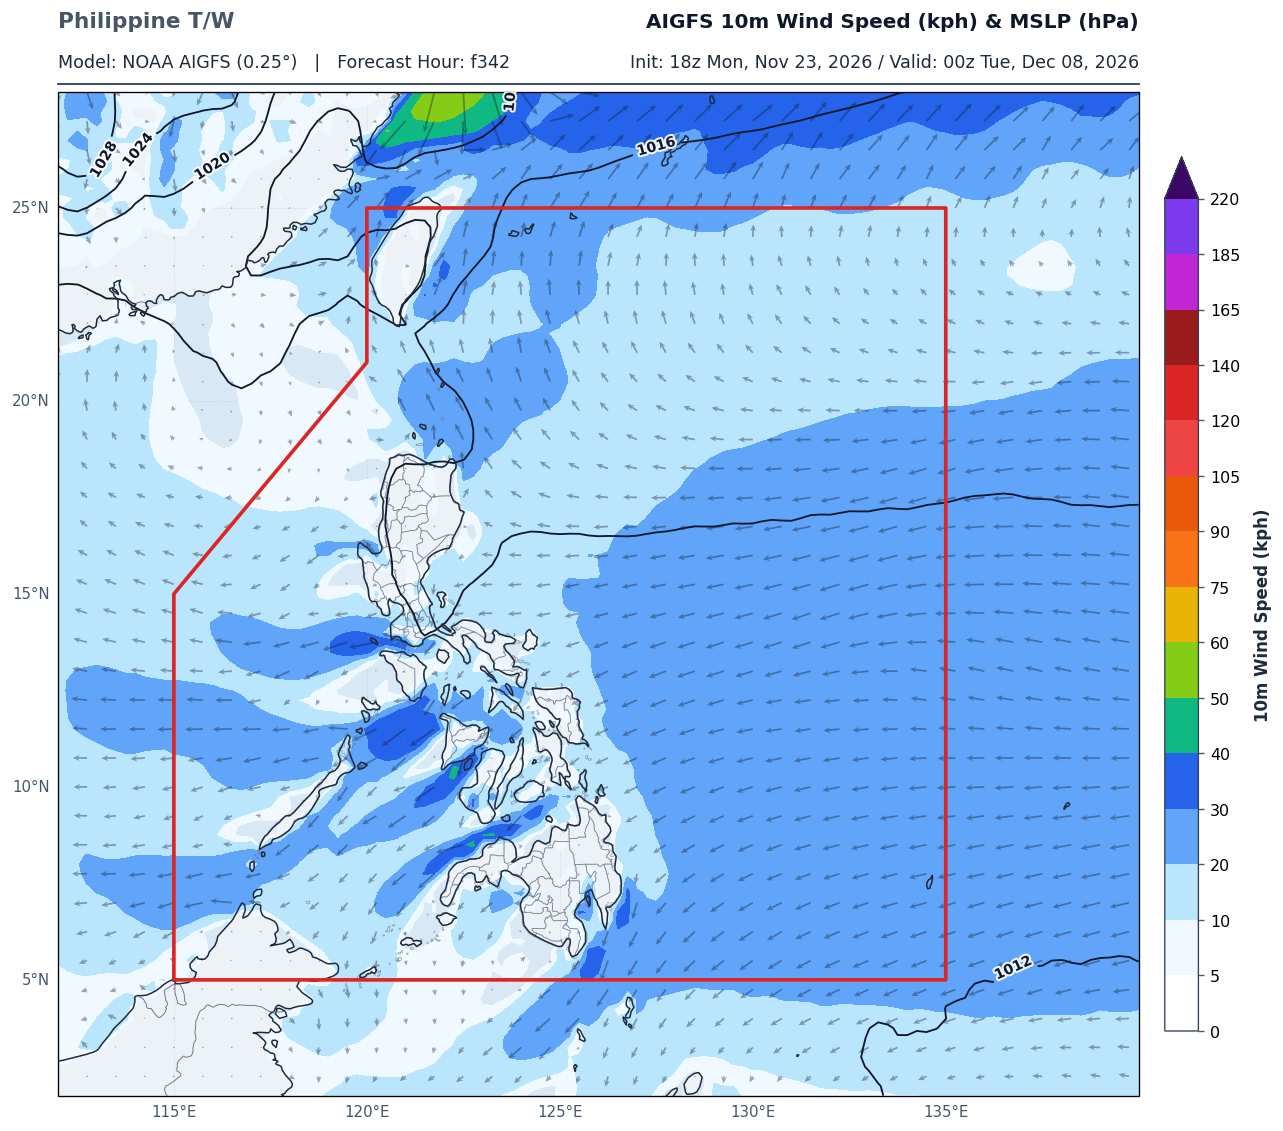 Philippine T/W
AIGFS 10m Wind Speed (kph) & MSLP (hPa)
Model: NOAA AIGFS (0.25°) | Forecast Hour: f342
Init: 18z Mon, Nov 23, 2026 / Valid: 00z Tue, Dec 08, 2026
10
1028
1024
1020
1016
1012
25°N
20°N
15°N
10°N
5°N
115°E
120°E
125°E
130°E
135°E
220
185
165
140
120
105
90
75
60
50
40
30
20
10
5
0
10m Wind Speed (kph)